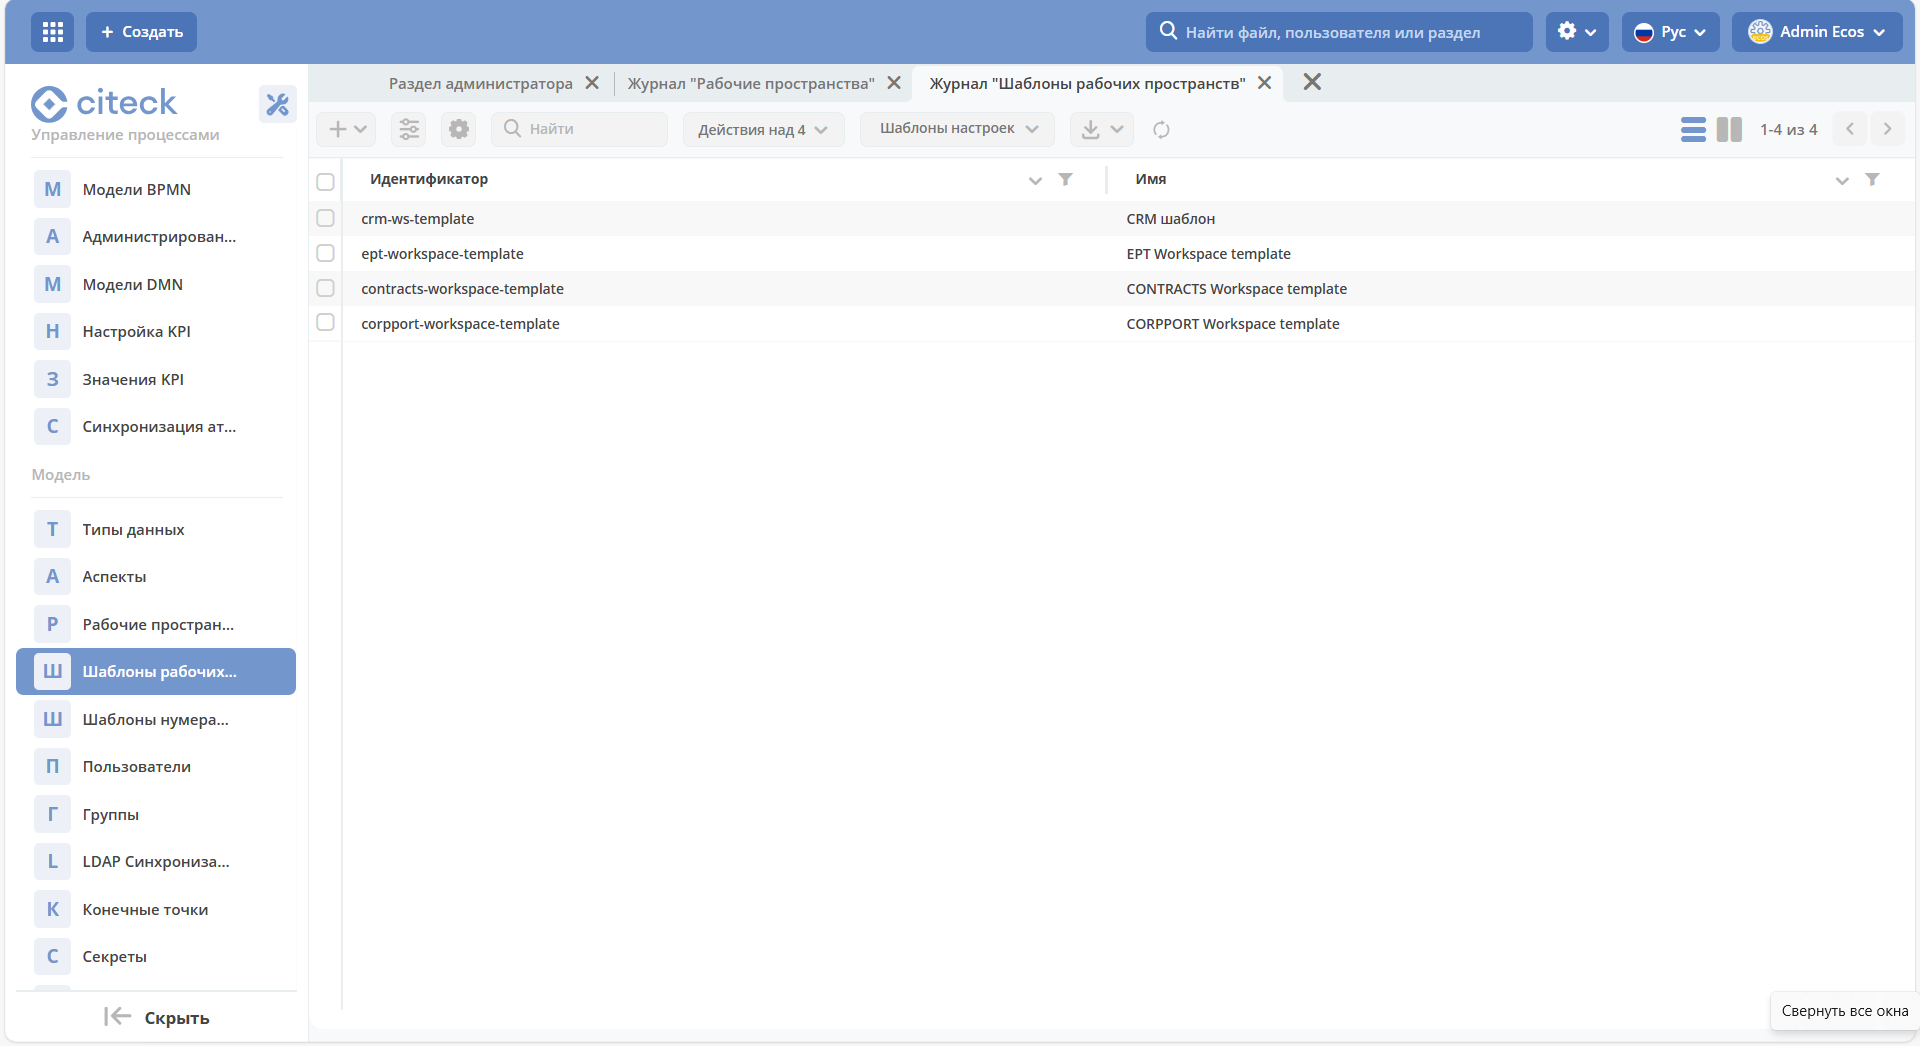 + Создать
Найти файл, пользователя или раздел
Рус
Admin Ecos
citeck
Управление процессами
Раздел администратора
Журнал "Рабочие пространства"
Журнал "Шаблоны рабочих пространств"
Найти
Действия над 4
Шаблоны настроек
1-4 из 4
Идентификатор
Имя
crm-ws-template
CRM шаблон
ept-workspace-template
EPT Workspace template
contracts-workspace-template
CONTRACTS Workspace template
corpport-workspace-template
CORPPORT Workspace template
М Модели BPMN
А Администрирован...
М Модели DMN
Н Настройка KPI
З Значения KPI
С Синхронизация ат...
Модель
Т Типы данных
А Аспекты
Р Рабочие простран...
Ш Шаблоны рабочих...
Ш Шаблоны нумера...
П Пользователи
Г Группы
L LDAP Синхрониза...
К Конечные точки
С Секреты
Скрыть
Свернуть все окна